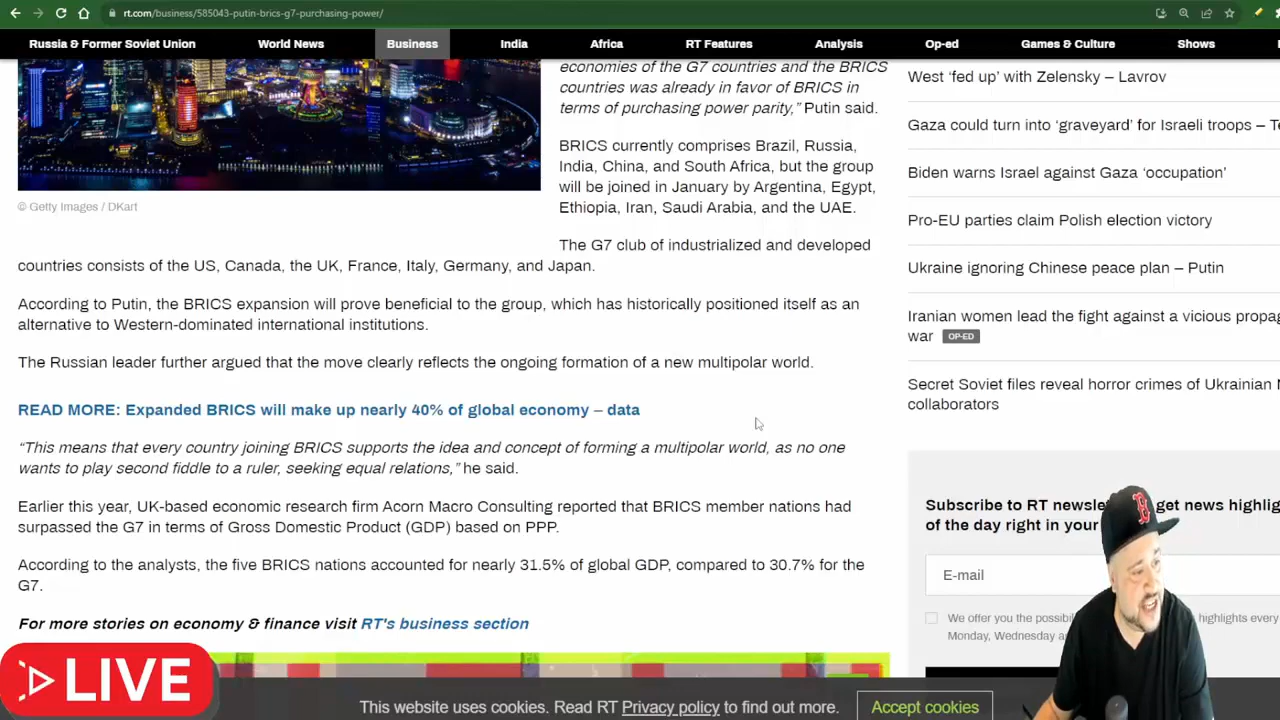 rt.com/business/585043-putin-brics-g7-purchasing-power/
Russia & Former Soviet Union
World News
Business
India
Africa
RT Features
Analysis
Op-ed
Games & Culture
Shows
economies of the G7 countries and the BRICS
countries was already in favor of BRICS in
terms of purchasing power parity,” Putin said.
BRICS currently comprises Brazil, Russia,
India, China, and South Africa, but the group
will be joined in January by Argentina, Egypt,
Ethiopia, Iran, Saudi Arabia, and the UAE.
© Getty Images / DKart
The G7 club of industrialized and developed
countries consists of the US, Canada, the UK, France, Italy, Germany, and Japan.
According to Putin, the BRICS expansion will prove beneficial to the group, which has historically positioned itself as an
alternative to Western-dominated international institutions.
The Russian leader further argued that the move clearly reflects the ongoing formation of a new multipolar world.
READ MORE: Expanded BRICS will make up nearly 40% of global economy – data
“This means that every country joining BRICS supports the idea and concept of forming a multipolar world, as no one
wants to play second fiddle to a ruler, seeking equal relations,” he said.
Earlier this year, UK-based economic research firm Acorn Macro Consulting reported that BRICS member nations had
surpassed the G7 in terms of Gross Domestic Product (GDP) based on PPP.
According to the analysts, the five BRICS nations accounted for nearly 31.5% of global GDP, compared to 30.7% for the
G7.
For more stories on economy & finance visit RT's business section
West ‘fed up’ with Zelensky – Lavrov
Gaza could turn into ‘graveyard’ for Israeli troops –
Biden warns Israel against Gaza ‘occupation’
Pro-EU parties claim Polish election victory
Ukraine ignoring Chinese peace plan – Putin
Iranian women lead the fight against a vicious
war OP-ED
Secret Soviet files reveal horror crimes of Ukrainian
collaborators
Subscribe to RT get news
of the day right in your
E-mail
We offer you the highlights every
Monday, Wednesday
B
LIVE
This website uses cookies. Read RT Privacy policy to find out more.
Accept cookies